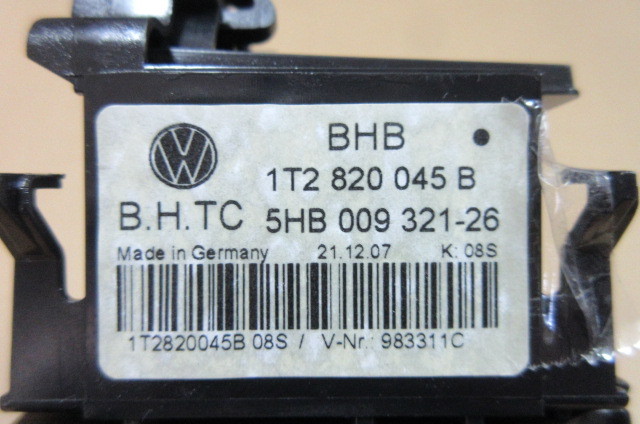 BHB
1T2 820 045 B
B.H.TC 5HB 009 321-26
Made in Germany 21.12.07 K: 08S
1T2820045B 08S / V-Nr.: 983311C